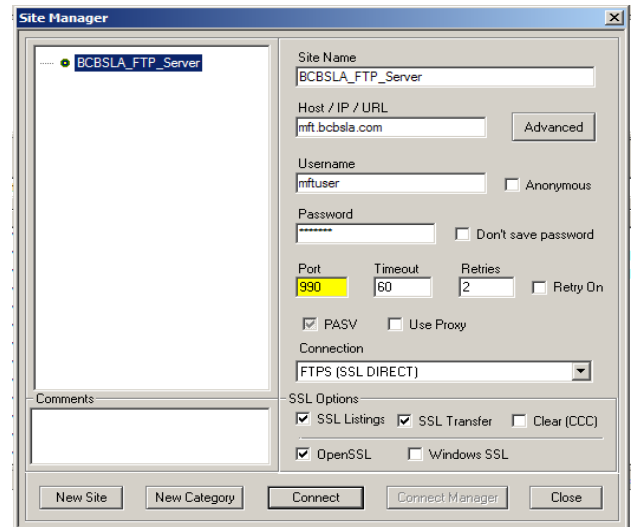 Site Manager
BCBSLA_FTP_Server
Site Name
BCBSLA_FTP_Server
Host / IP / URL
mft.bcbsla.com
Advanced
Username
mftuser
Anonymous
Password
*******
Don't save password
Port Timeout Retries
990 60 2 Retry On
PASV Use Proxy
Connection
FTPS (SSL DIRECT)
Comments
SSL Options
SSL Listings SSL Transfer Clear (CCC)
OpenSSL Windows SSL
New Site New Category Connect Connect Manager Close